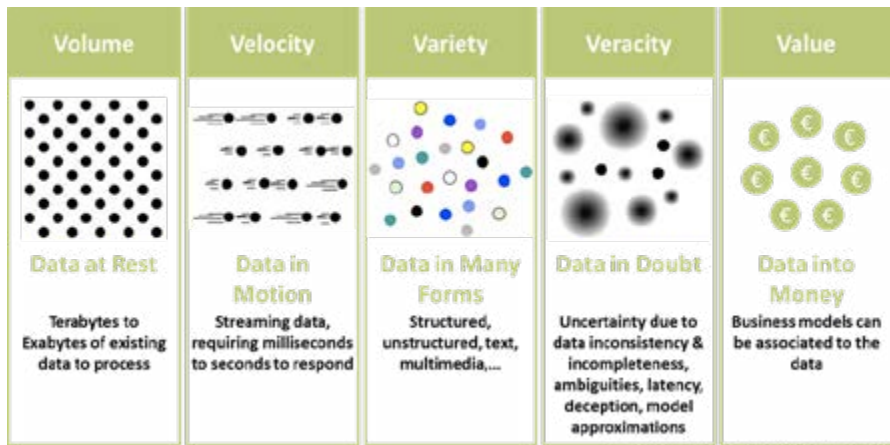 Volume
Data at Rest
Terabytes to
Exabytes of existing
data to process
Velocity
Data in
Motion
Streaming data,
requiring milliseconds
to seconds to respond
Variety
Data in Many
Forms
Structured,
unstructured, text,
multimedia,...
Veracity
Data in Doubt
Uncertainty due to
data inconsistency &
incompleteness,
ambiguities, latency,
deception, model
approximations
Value
€
€
€
€
€
€
€
€
Data into
Money
Business models can
be associated to the
data